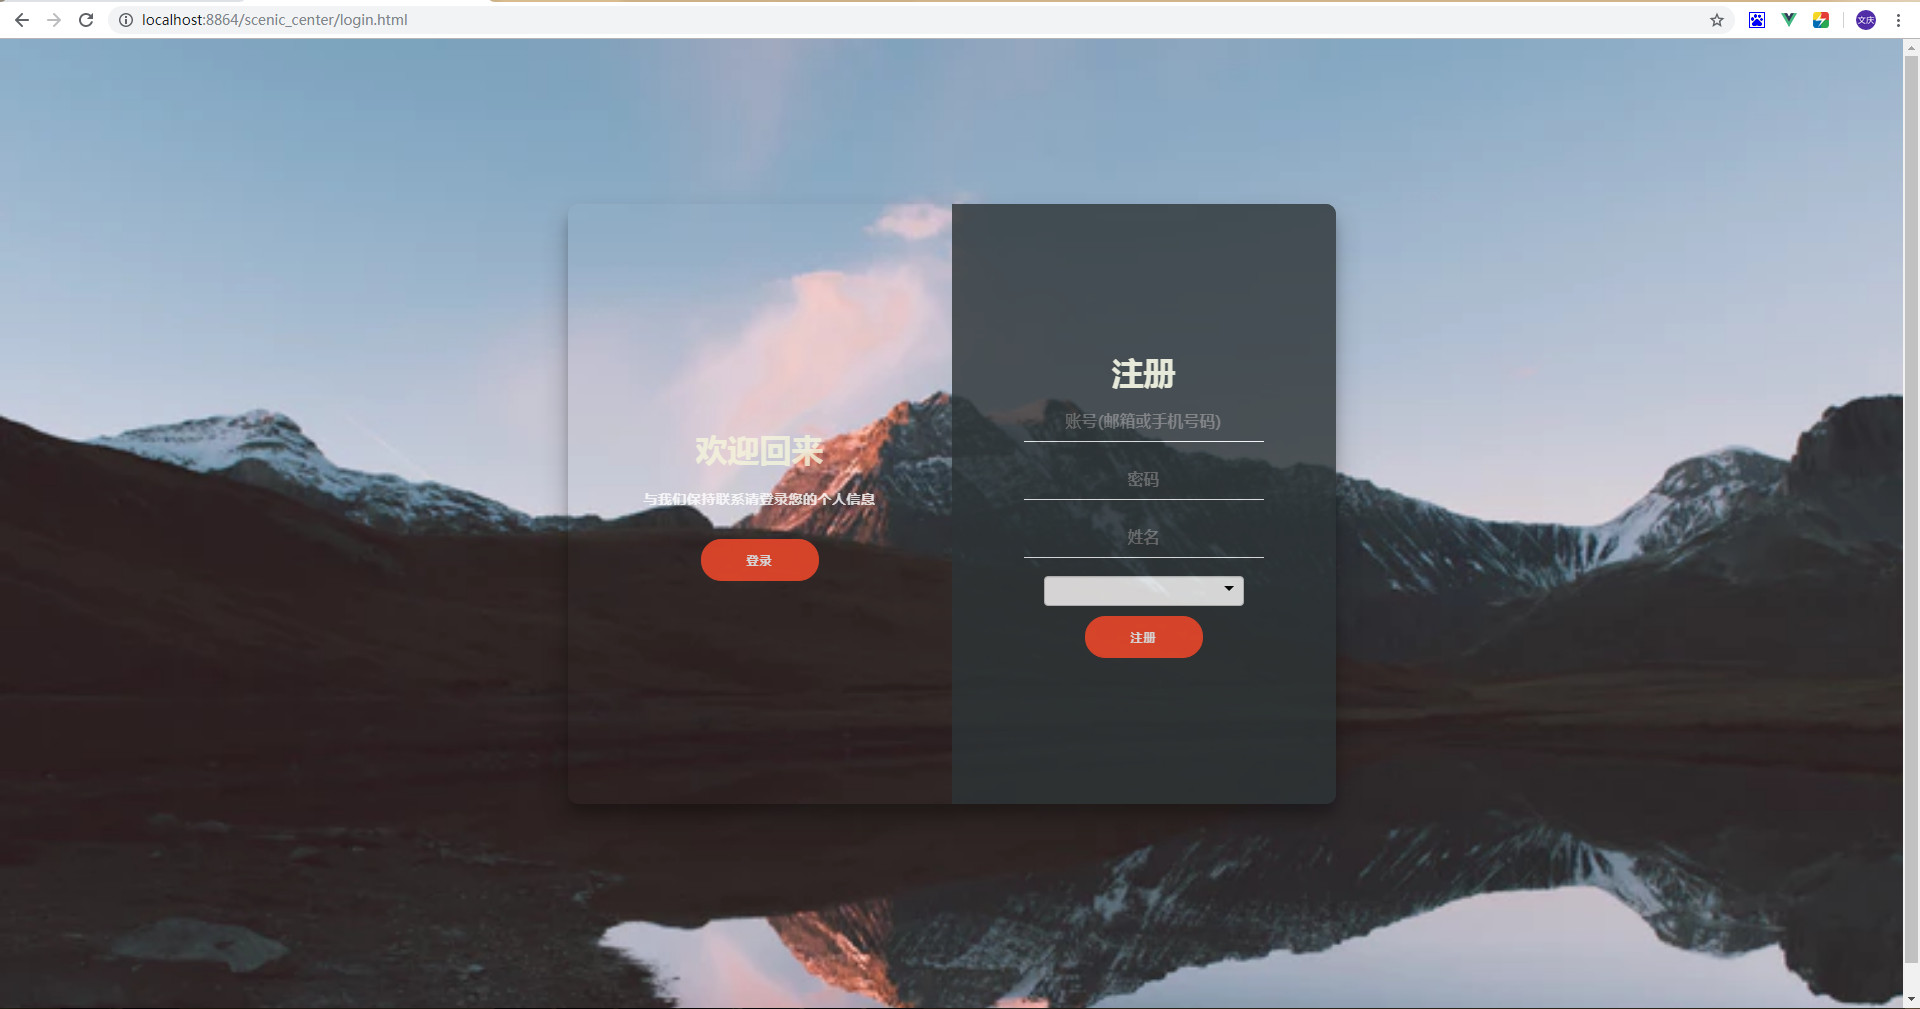 localhost:8864/scenic_center/login.html
文庆
欢迎回来
与我们保持联系请登录您的个人信息
登录
注册
账号(邮箱或手机号码)
密码
姓名
注册